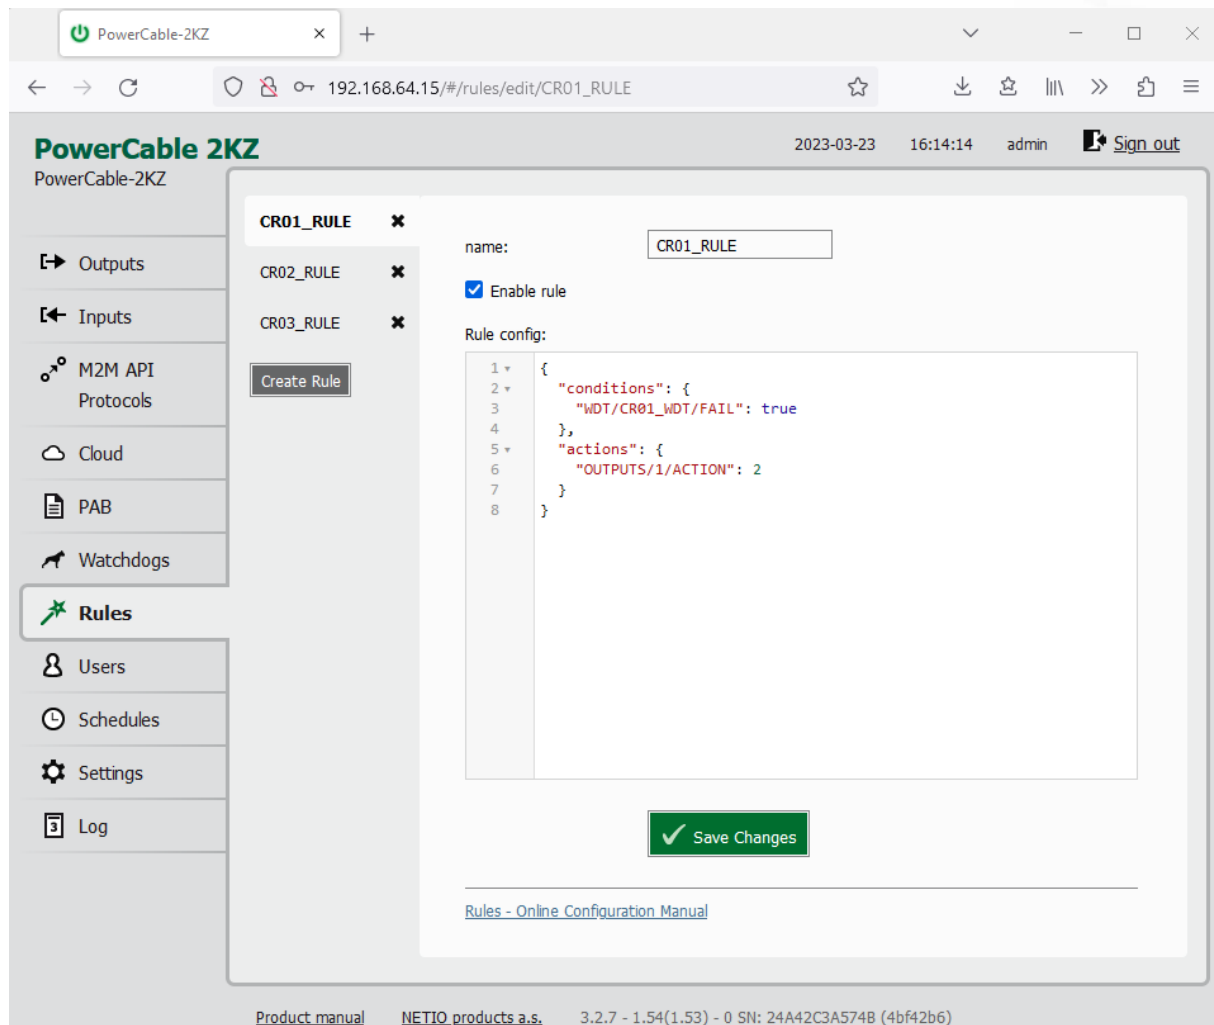 PowerCable-2KZ
192.168.64.15/#/rules/edit/CR01_RULE
PowerCable 2KZ
2023-03-23 16:14:14 admin Sign out
PowerCable-2KZ
Outputs
Inputs
M2M API
Protocols
Cloud
PAB
Watchdogs
Rules
Users
Schedules
Settings
3 Log
CR01_RULE
CR02_RULE
CR03_RULE
Create Rule
name: CR01_RULE
Enable rule
Rule config:
1 {
2 "conditions": {
3 "WDT/CR01_WDT/FAIL": true
4 },
5 "actions": {
6 "OUTPUTS/1/ACTION": 2
7 }
8 }
Save Changes
Rules - Online Configuration Manual
Product manual NETIO products a.s. 3.2.7 - 1.54(1.53) - 0 SN: 24A42C3A574B (4bf42b6)